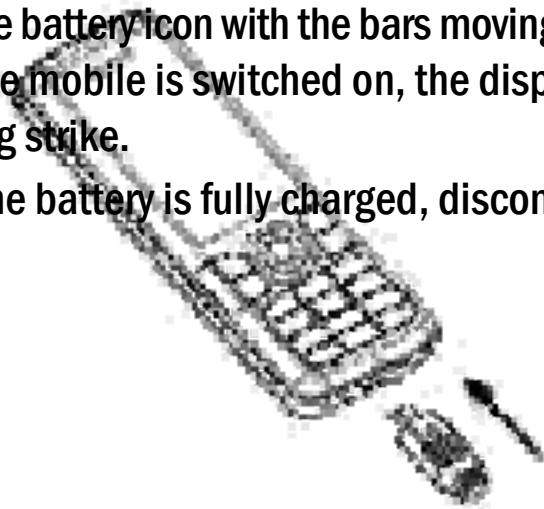 e battery icon with the bars moving
e mobile is switched on, the disp
g strike.
he battery is fully charged, discon